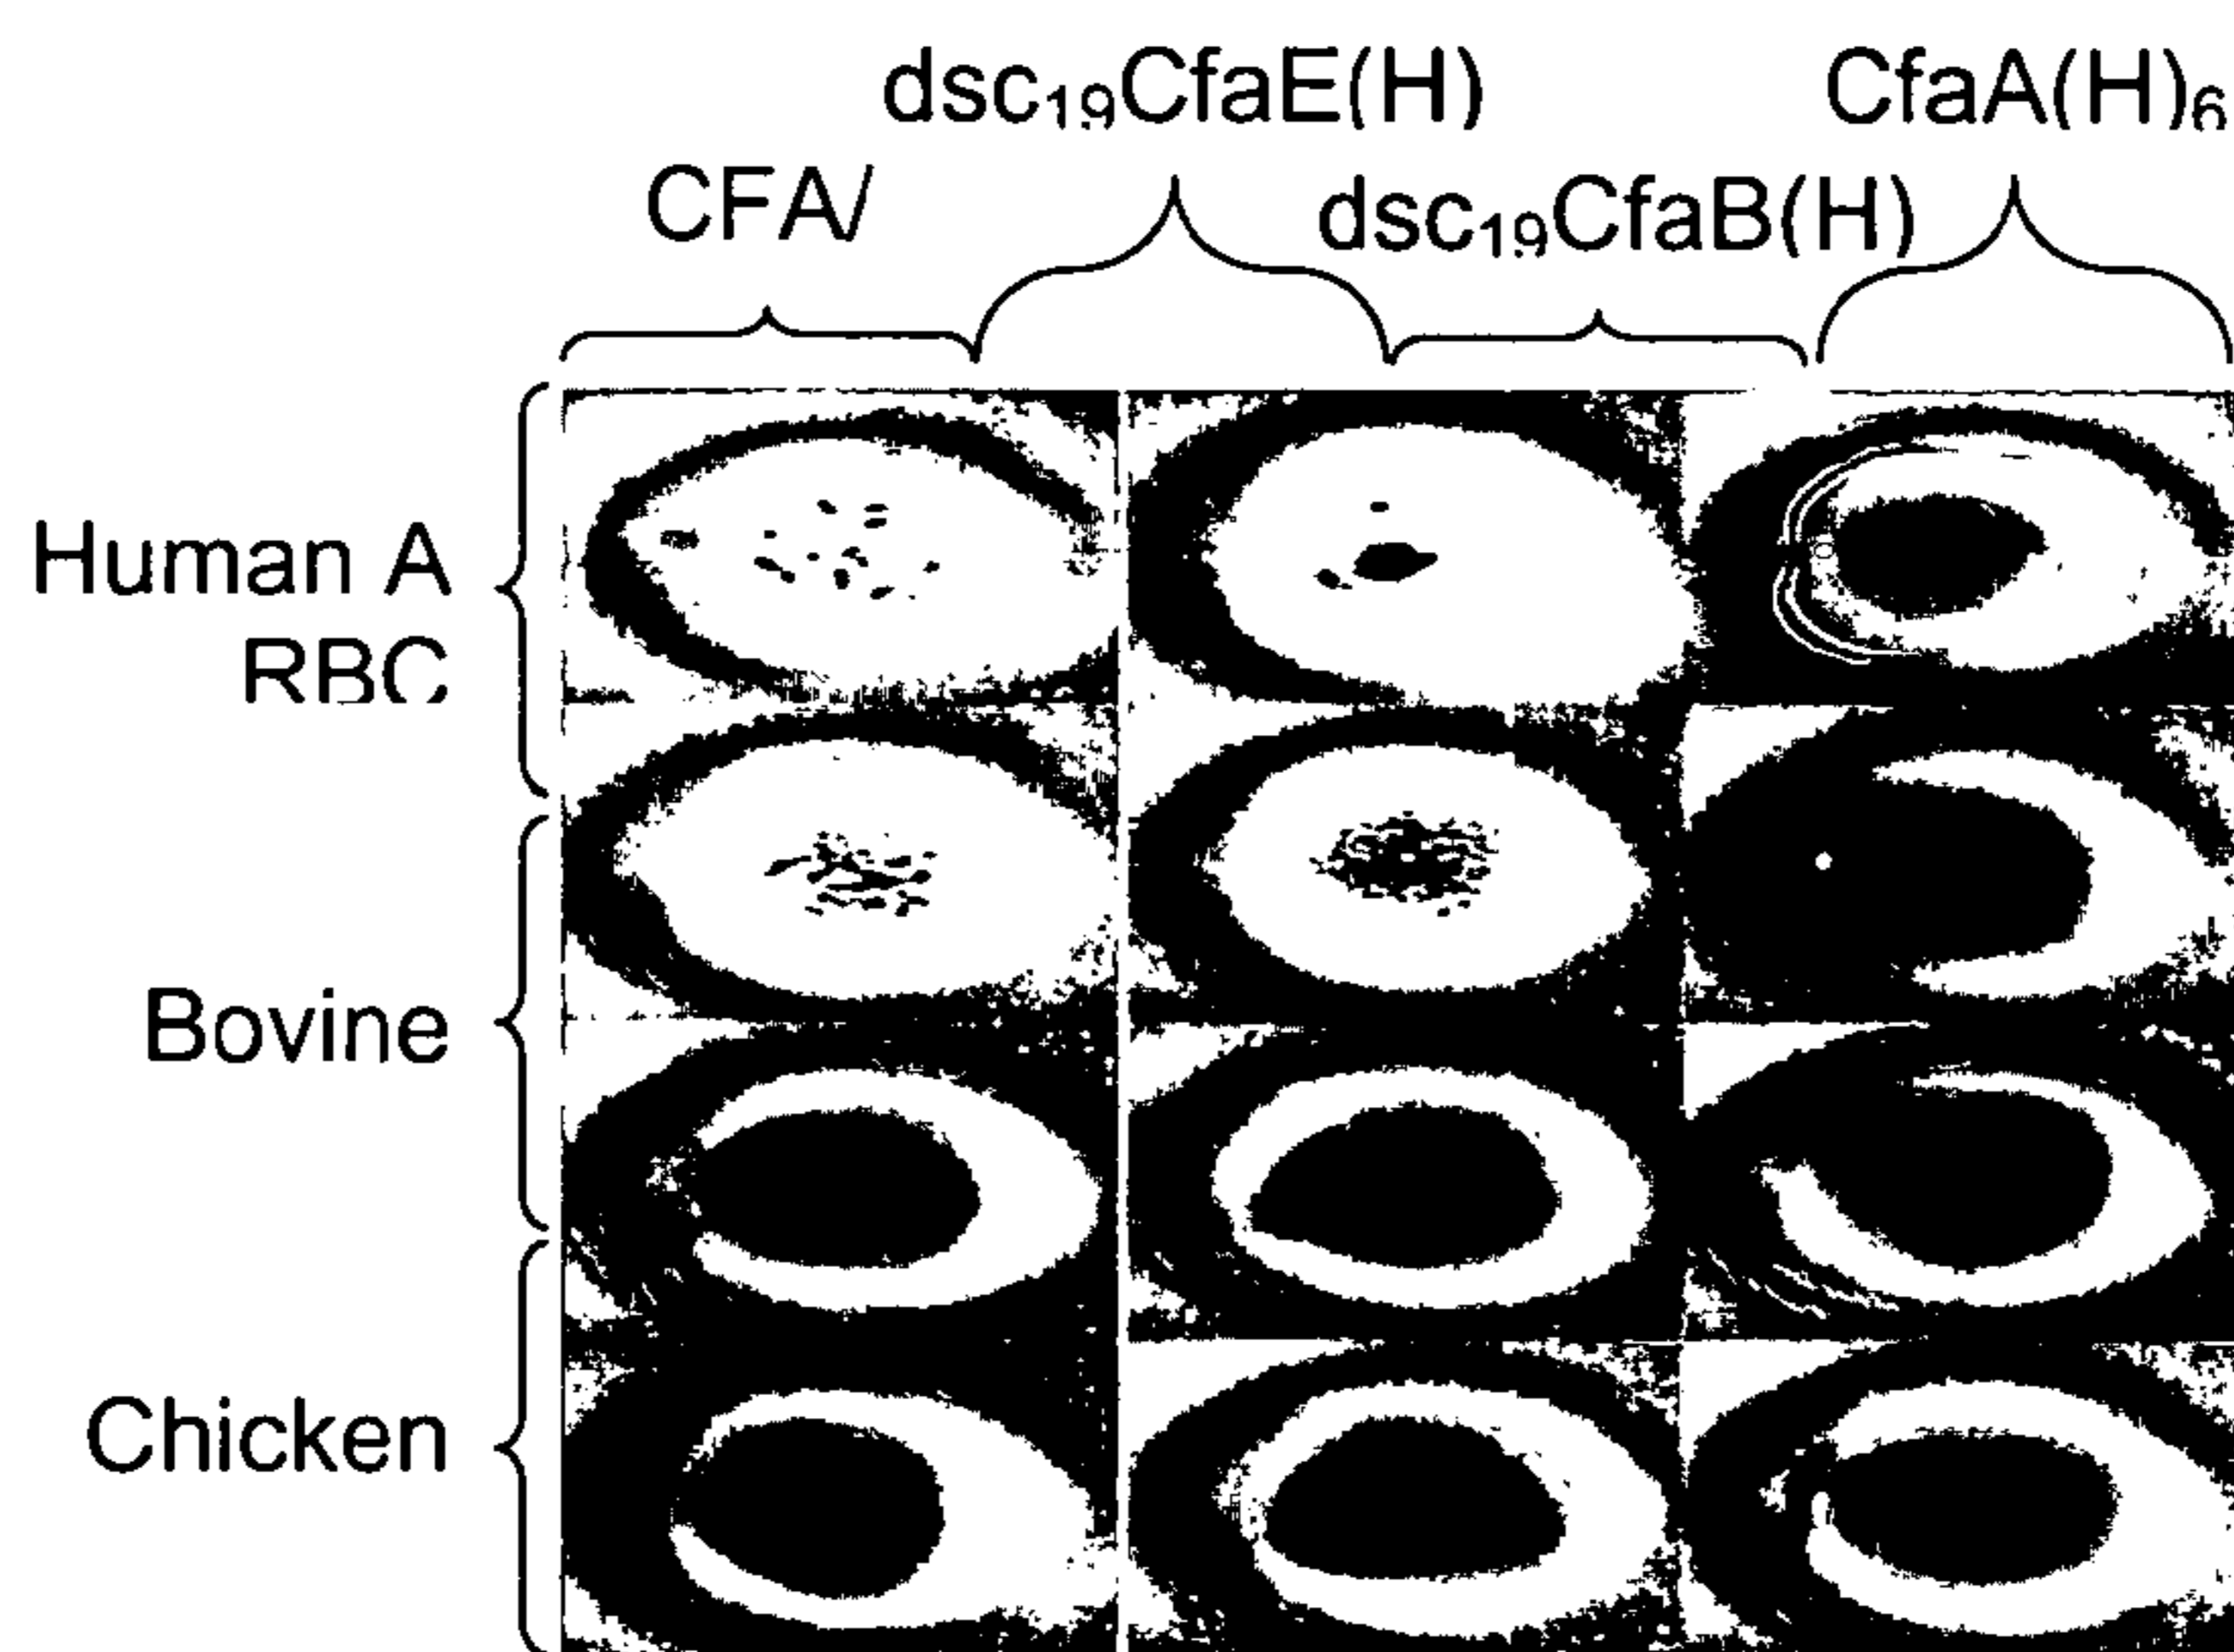 dsc₁₉CfaE(H) CfaA(H)₆
CFA/ dsc₁₉CfaB(H)
Human A
RBC
Bovine
Chicken